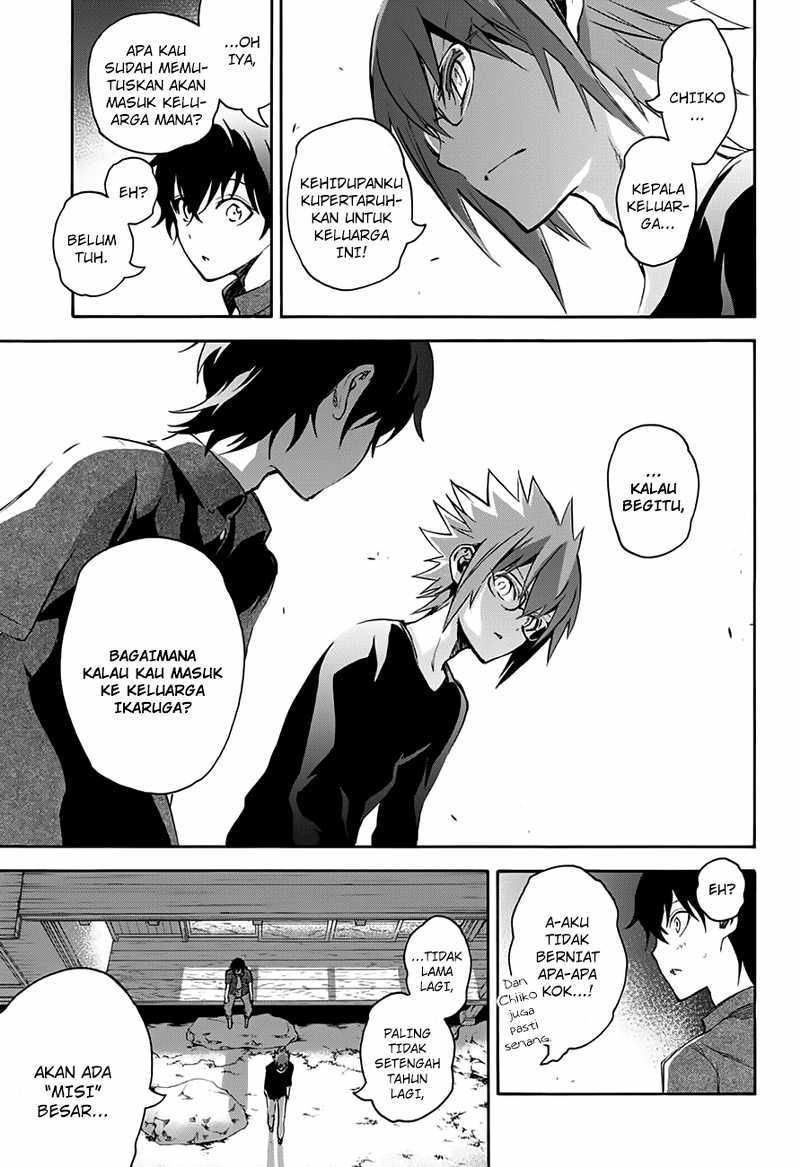 CHIIKO
...
KEPALA
KELUAR-
GA...
KEHIDUPANKU
KUPERTARUH-
KAN UNTUK
KELUARGA
INI!
...OH
IYA,
APA KAU
SUDAH MEMU-
TUSKAN AKAN
MASUK KELU-
ARGA MANA?
EH?
BELUM
TUH.
...
KALAU
BEGITU,
BAGAIMANA
KALAU KAU MASUK
KE KELUARGA
IKARUGA?
EH?
A-AKU
TIDAK
BERNIAT
APA-APA
KOK...!
Dan
Chiiko
juga
pasti
senang.
...TIDAK
LAMA
LAGI,
PALING
TIDAK
SETENGAH
TAHUN
LAGI,
AKAN ADA
"MISI"
BESAR...